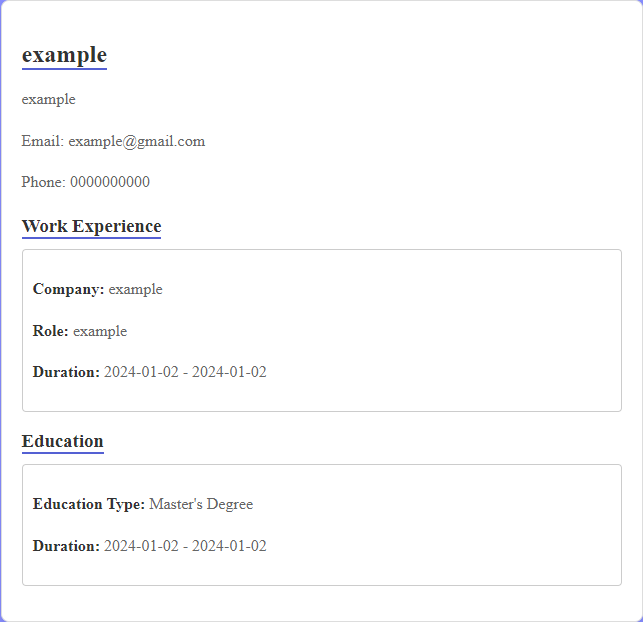 example
example
Email: example@gmail.com
Phone: 0000000000
Work Experience
Company: example
Role: example
Duration: 2024-01-02 - 2024-01-02
Education
Education Type: Master's Degree
Duration: 2024-01-02 - 2024-01-02